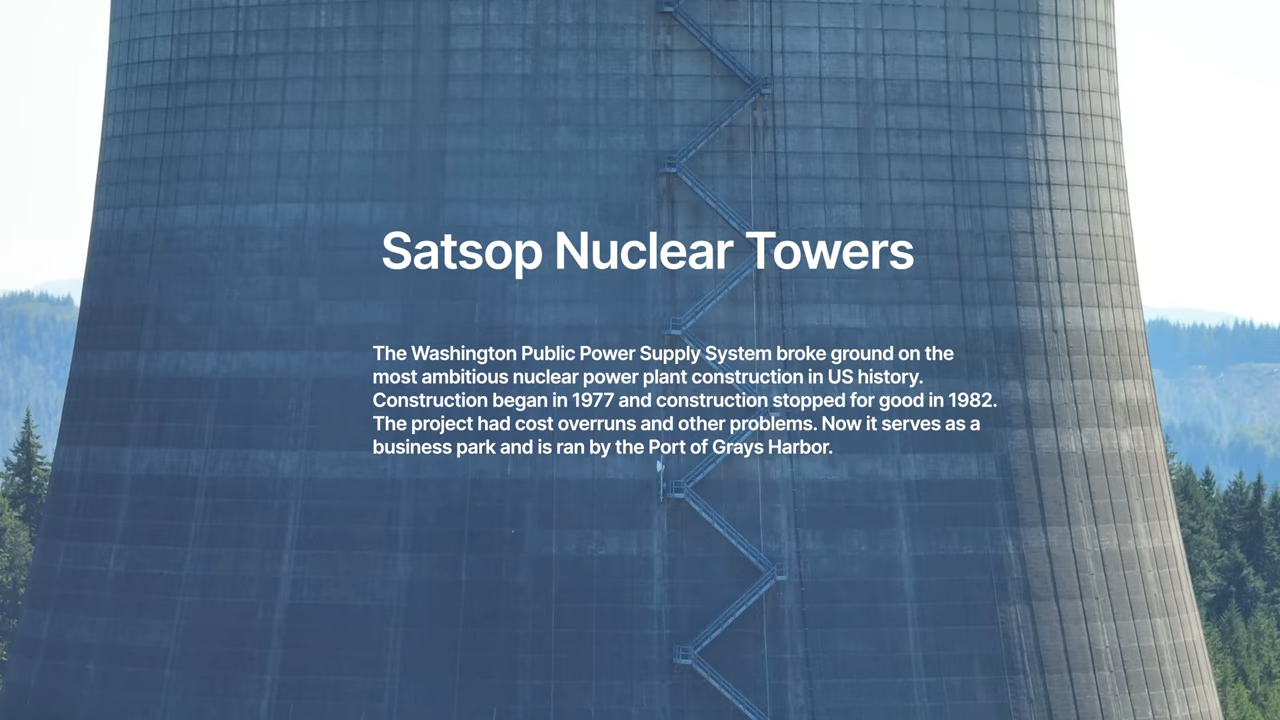 Satsop Nuclear Towers
The Washington Public Power Supply System broke ground on the
most ambitious nuclear power plant construction in US history.
Construction began in 1977 and construction stopped for good in 1982.
The project had cost overruns and other problems. Now it serves as a
business park and is ran by the Port of Grays Harbor.